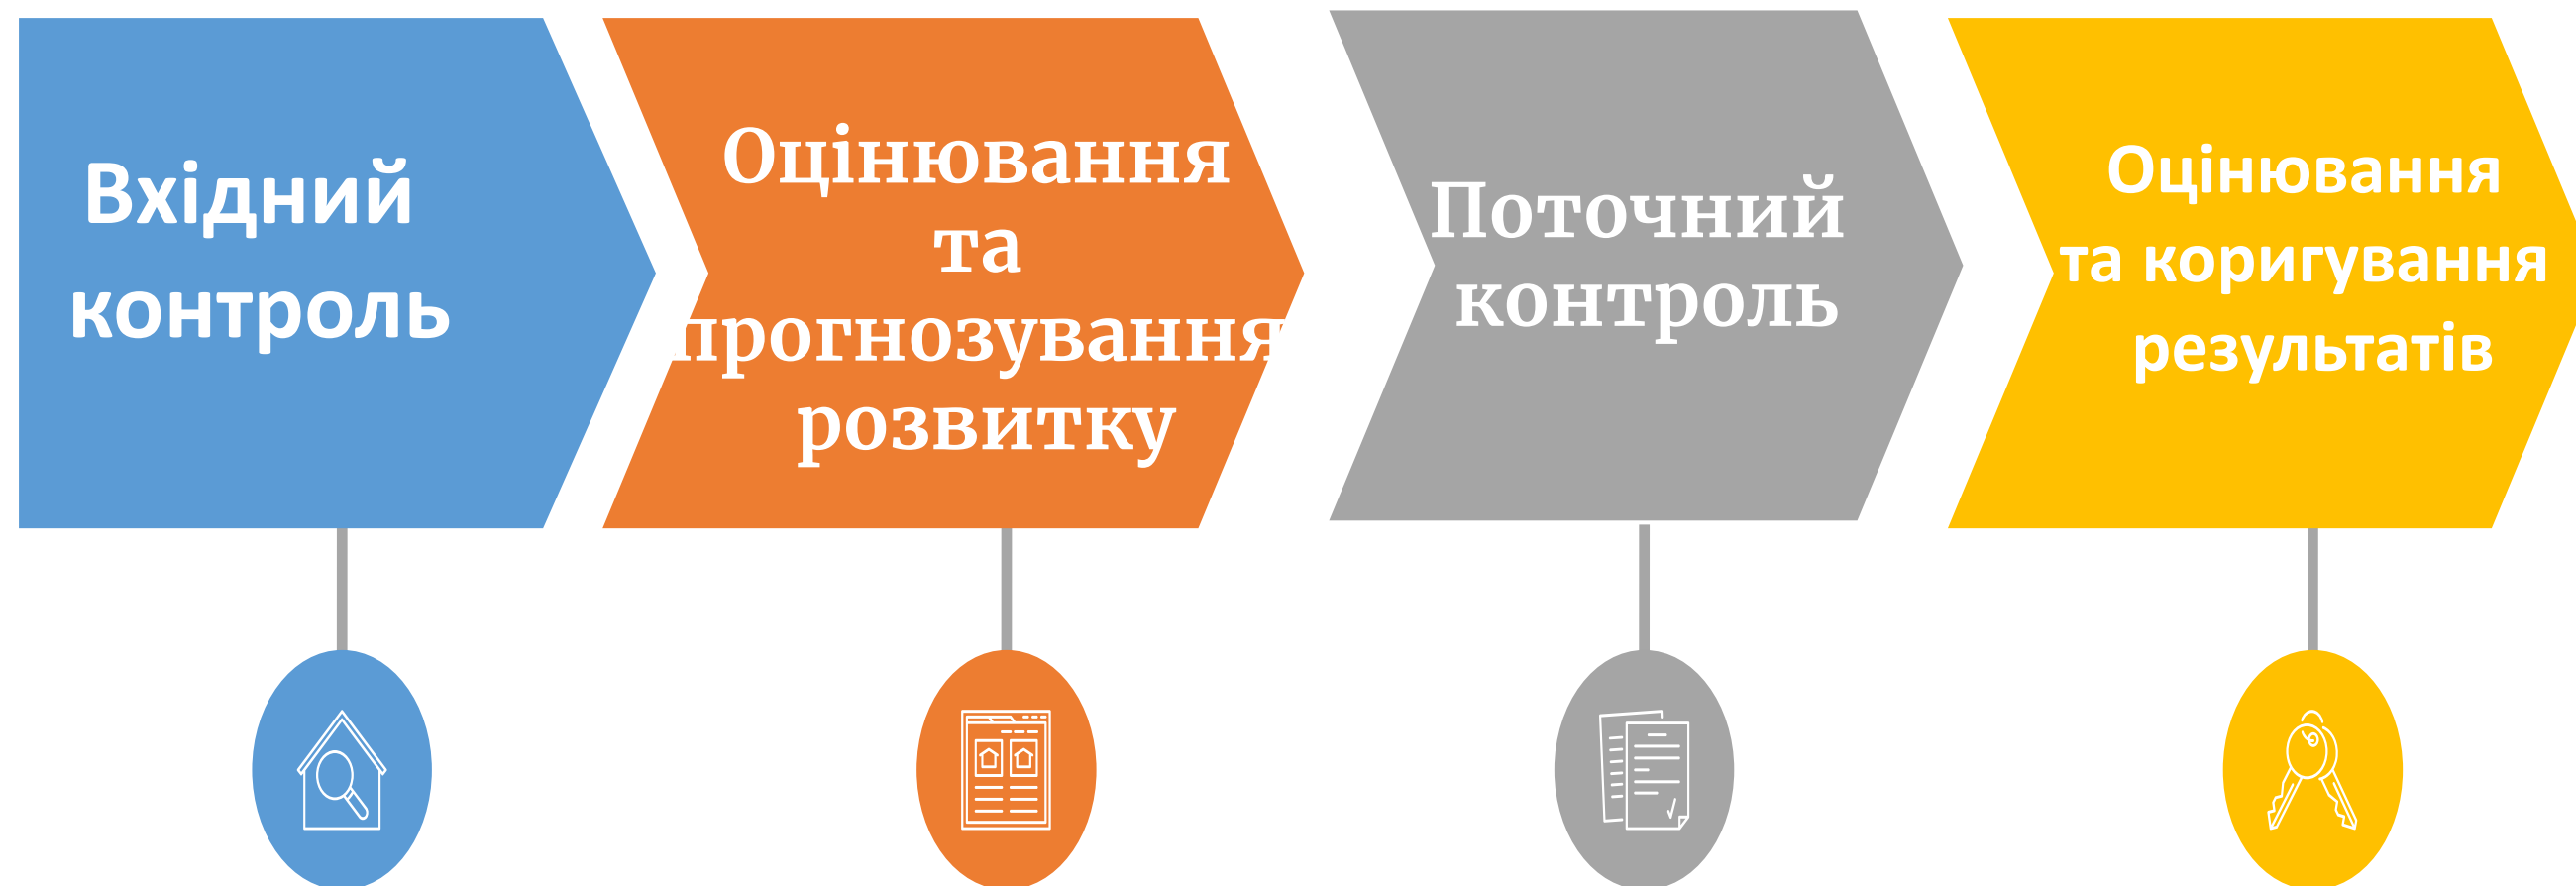 Вхідний
контроль
Оцінювання
та
прогнозування
розвитку
Поточний
контроль
Оцінювання
та коригування
результатів